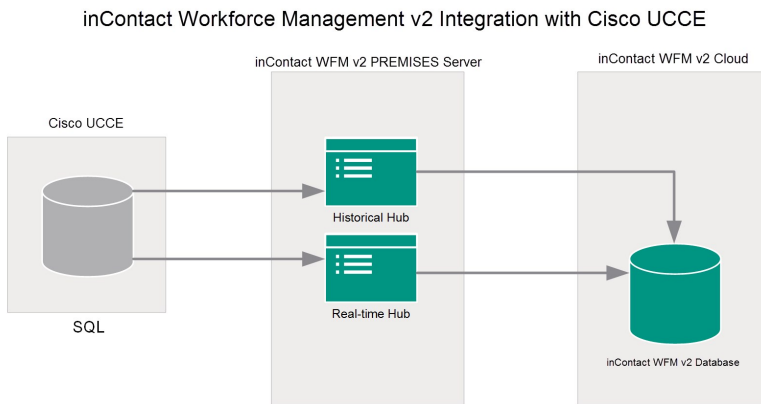 inContact Workforce Management v2 Integration with Cisco UCCE
inContact WFM v2 PREMISES Server
inContact WFM v2 Cloud
Cisco UCCE
Historical Hub
Real-time Hub
SQL
inContact WFM v2 Database